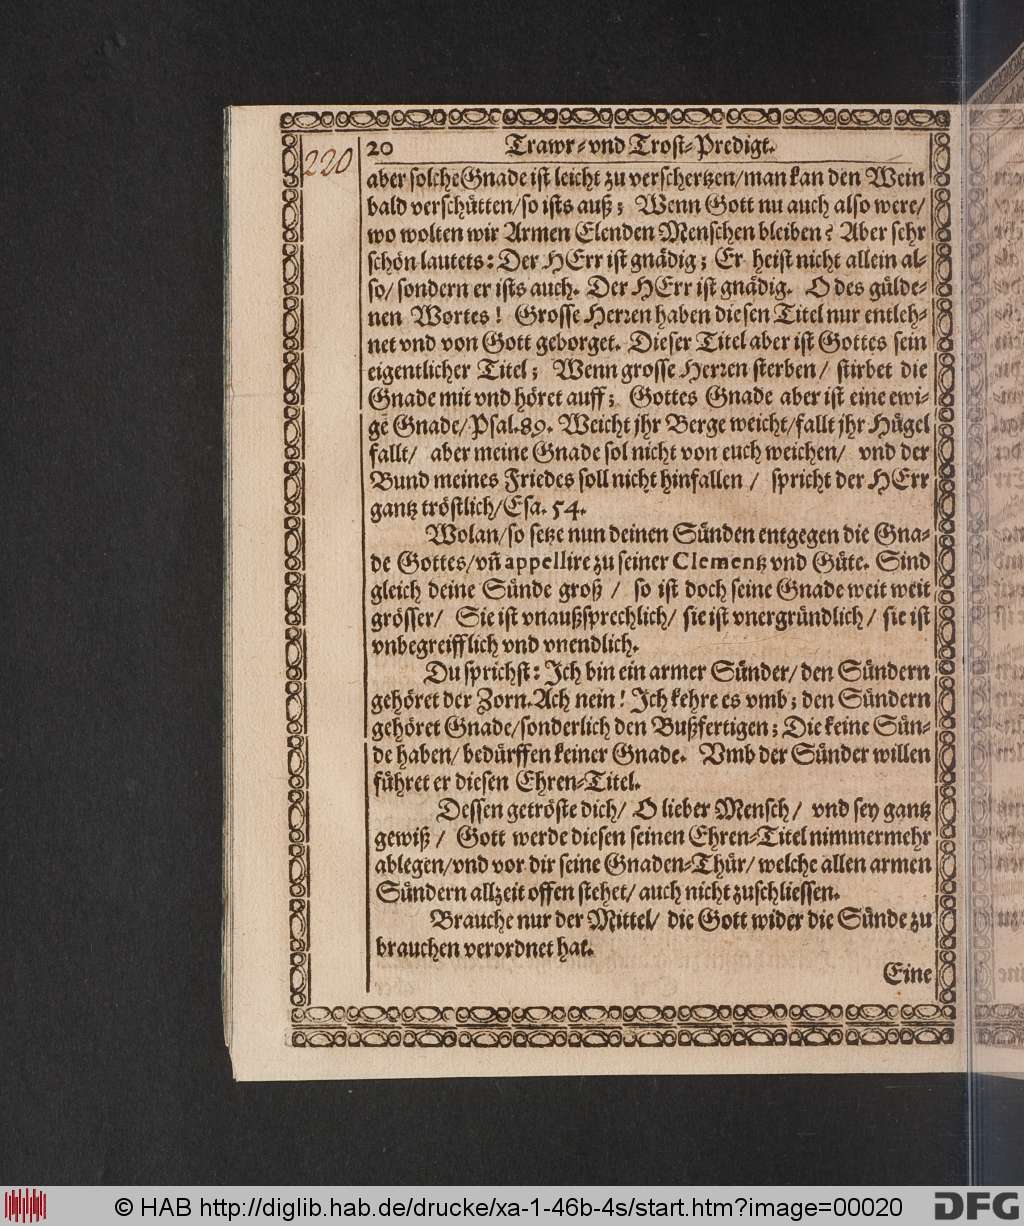 220
20 Trawr-vnd Trost-Predigt.
aber solche Gnade ist leicht zu verschertzen/man kan den Wein
bald verschütten/so ists auß; Wenn Gott nu auch also were/
wo wolten wir Armen Elenden Menschen bleiben? Aber sehr
schön lautets: Der HErr ist gnädig; Er heist nicht allein al-
so/ sondern er ists auch. Der HErr ist gnädig. O des gülde-
nen Wortes! Grosse Herren haben diesen Titel nur entleh-
net vnd von Gott geborget. Dieser Titel aber ist Gottes sein
eigentlicher Titel; Wenn grosse Herren sterben/ stirbet die
Gnade mit vnd höret auff; Gottes Gnade aber ist eine ewi-
ge Gnade/Psal.89. Weicht jhr Berge weicht/fallt jhr Hügel
fallt/ aber meine Gnade sol nicht von euch weichen/ vnd der
Bund meines Friedes soll nicht hinfallen / spricht der HErr
gantz tröstlich/Esa. 54.
Wolan/so setze nun deinen Sünden entgegen die Gna-
de Gottes/vñ appellire zu seiner Clementz vnd Güte. Sind
gleich deine Sünde groß / so ist doch seine Gnade weit weit
grösser/ Sie ist vnaußsprechlich/ sie ist vnergründlich / sie ist
vnbegreifflich vnd vnendlich.
Du sprichst: Ich bin ein armer Sünder/den Sündern
gehöret der Zorn. Ach nein! Ich kehre es vmb; den Sündern
gehöret Gnade/sonderlich den Bußfertigen; Die keine Sün-
de haben/ bedürffen keiner Gnade. Vmb der Sünder willen
führet er diesen Ehren-Titel.
Dessen getröste dich/ O lieber Mensch/ vnd sey gantz
gewiß / Gott werde diesen seinen Ehren-Titel nimmermehr
ablegen/vnd vor dir seine Gnaden-Thür/ welche allen armen
Sündern allzeit offen stehet/ auch nicht zuschliessen.
Brauche nur der Mittel/ die Gott wider die Sünde zu
brauchen verordnet hat.
Eine
© HAB http://diglib.hab.de/drucke/xa-1-46b-4s/start.htm?image=00020
DFG